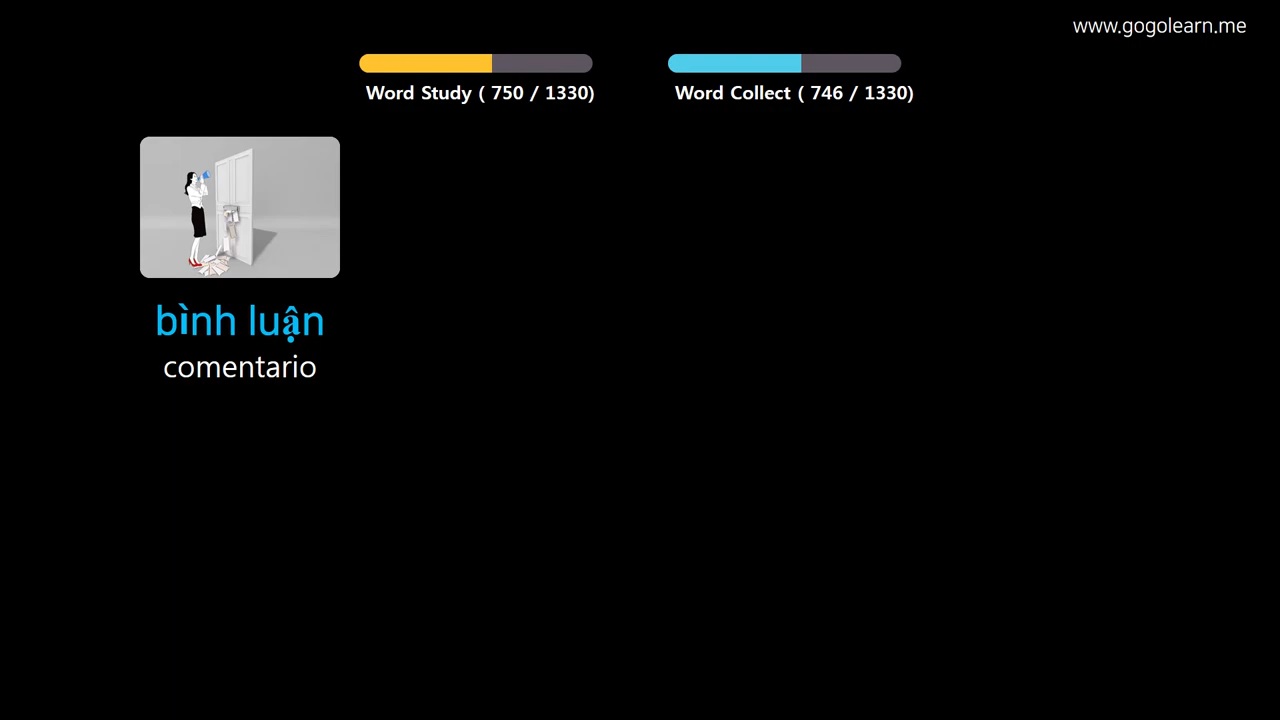 www.gogolearn.me
Word Study ( 750 / 1330)
Word Collect ( 746 / 1330)
bình luận
comentario